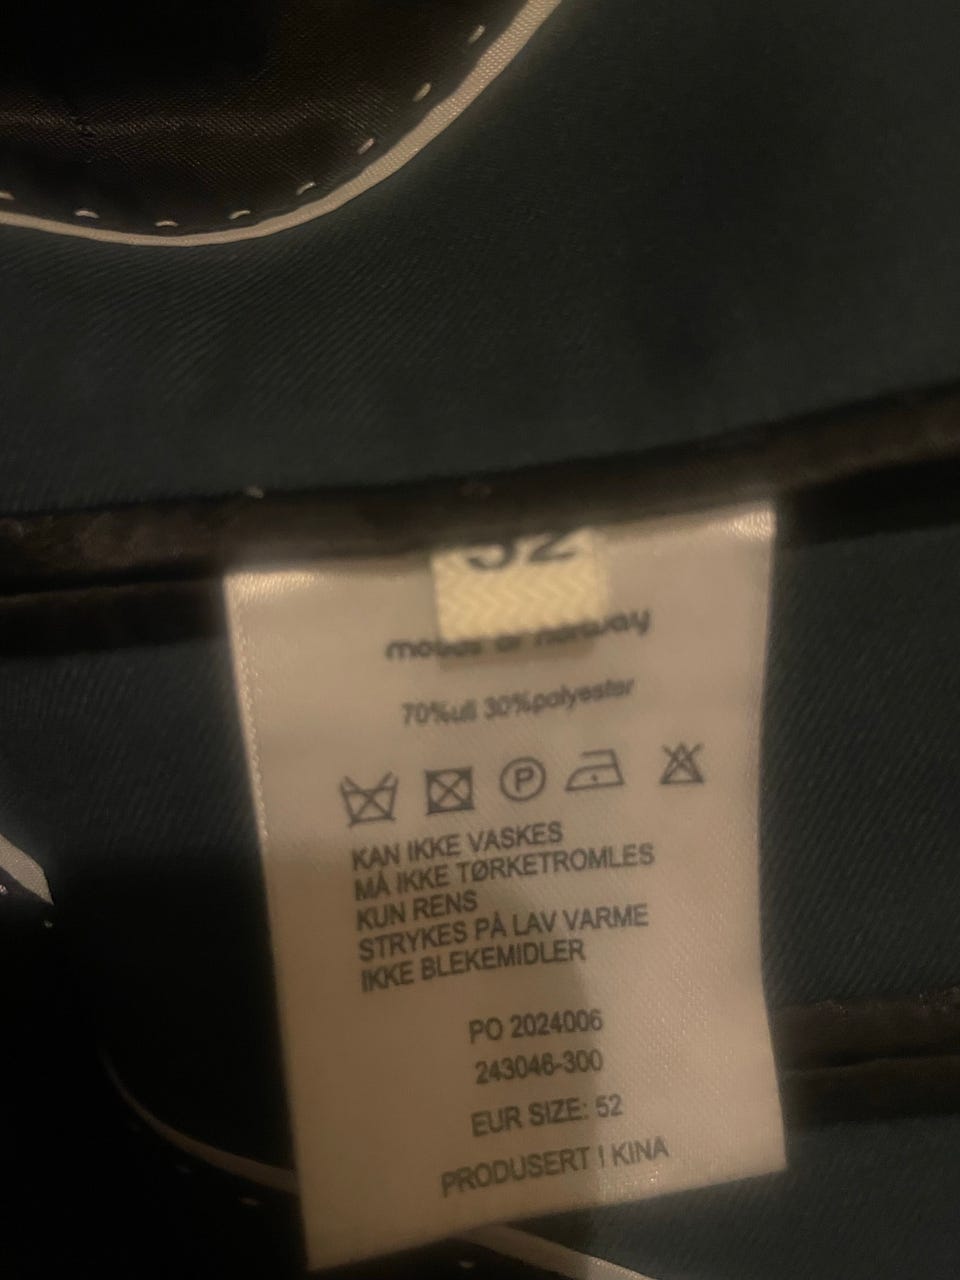 52
moods of norway
70%ull 30%polyester
P
KAN IKKE VASKES
MÅ IKKE TØRKETROMLES
KUN RENS
STRYKES PÅ LAV VARME
IKKE BLEKEMIDLER
PO 2024006
243046-300
EUR SIZE: 52
PRODUSERT I KINA